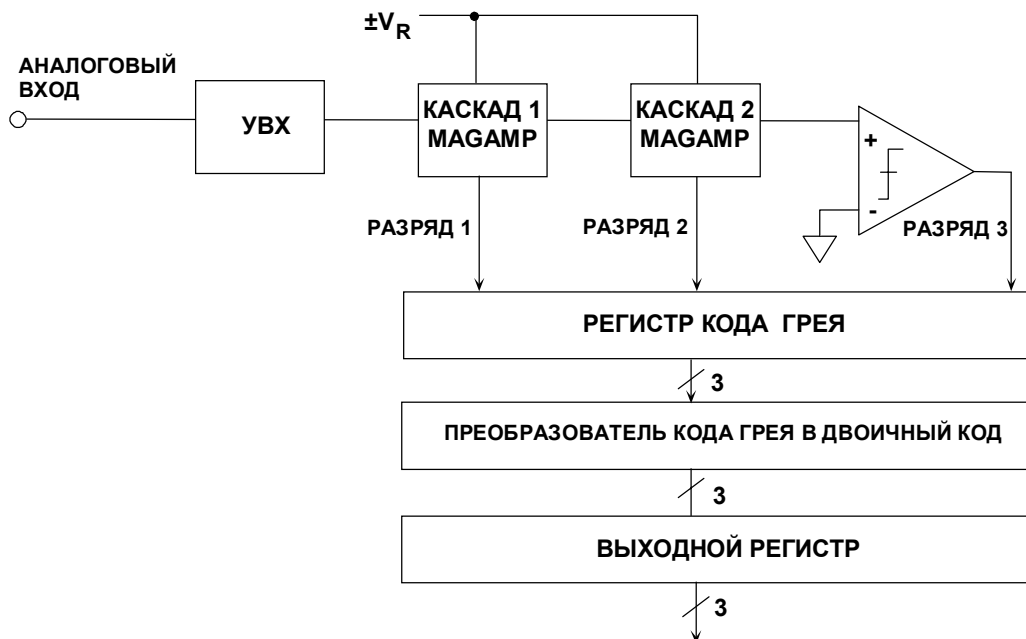 ±VR
АНАЛОГОВЫЙ
ВХОД
УВХ
КАСКАД 1
MAGAMP
КАСКАД 2
MAGAMP
+
-
РАЗРЯД 1
РАЗРЯД 2
РАЗРЯД 3
РЕГИСТР КОДА ГРЕЯ
3
ПРЕОБРАЗОВАТЕЛЬ КОДА ГРЕЯ В ДВОИЧНЫЙ КОД
3
ВЫХОДНОЙ РЕГИСТР
3